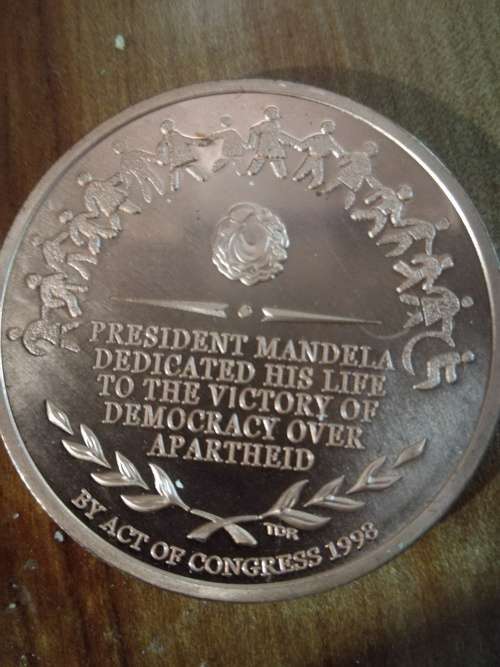 PRESIDENT MANDELA
DEDICATED HIS LIFE
TO THE VICTORY OF
DEMOCRACY OVER
APARTHEID
TDR
BY ACT OF CONGRESS 1998